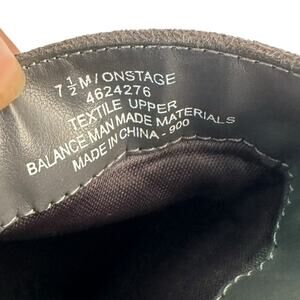 7 1/2 M/ONSTAGE
4624276
TEXTILE UPPER
BALANCE MAN MADE MATERIALS
MADE IN CHINA - 900